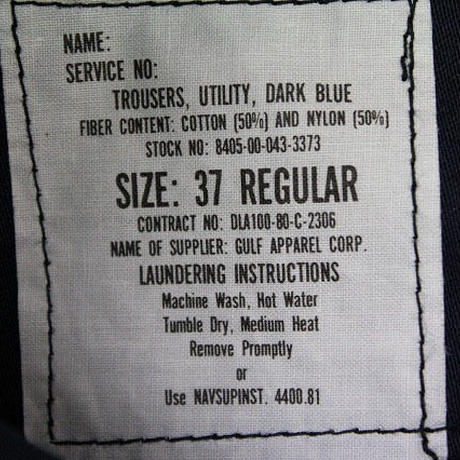 NAME:
SERVICE NO:
TROUSERS, UTILITY, DARK BLUE
FIBER CONTENT: COTTON (50%) AND NYLON (50%)
STOCK NO: 8405-00-043-3373
SIZE: 37 REGULAR
CONTRACT NO: DLA100-80-C-2306
NAME OF SUPPLIER: GULF APPAREL CORP.
LAUNDERING INSTRUCTIONS
Machine Wash, Hot Water
Tumble Dry, Medium Heat
Remove Promptly
or
Use NAVSUPINST. 4400.81